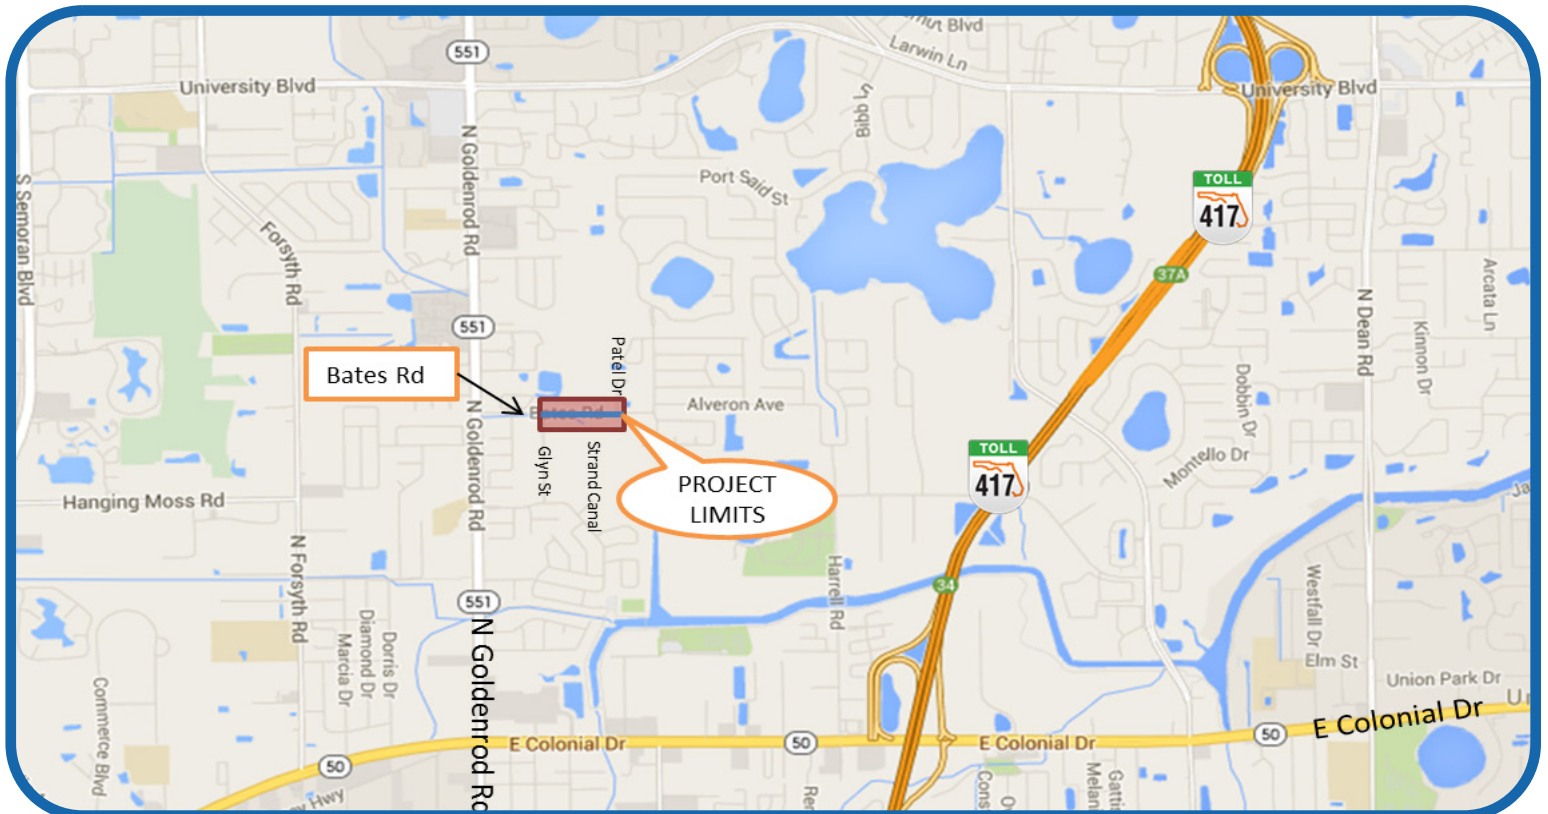 Larwin Ln
551
University Blvd
University Blvd
N Goldenrod Rd
Bibb Ln
S Semoran Blvd
Port Said St
TOLL
417
Forsyth Rd
37A
Arcata Ln
N Dean Rd
551
Kinnon Dr
Patel Dr
Bates Rd
Dobbin Dr
Bates Rd
Alveron Ave
N Goldenrod Rd
Glyn St
Strand Canal
TOLL
417
Montello Dr
PROJECT
LIMITS
Hanging Moss Rd
N Forsyth Rd
Harrell Rd
34
Westfall Dr
551
Marcia Dr
Diamond Dr
Dorris Dr
N Goldenrod Rd
Elm St
Union Park Dr
Commerce Blvd
E Colonial Dr
E Colonial Dr
50
E Colonial Dr
50
50
Hwy